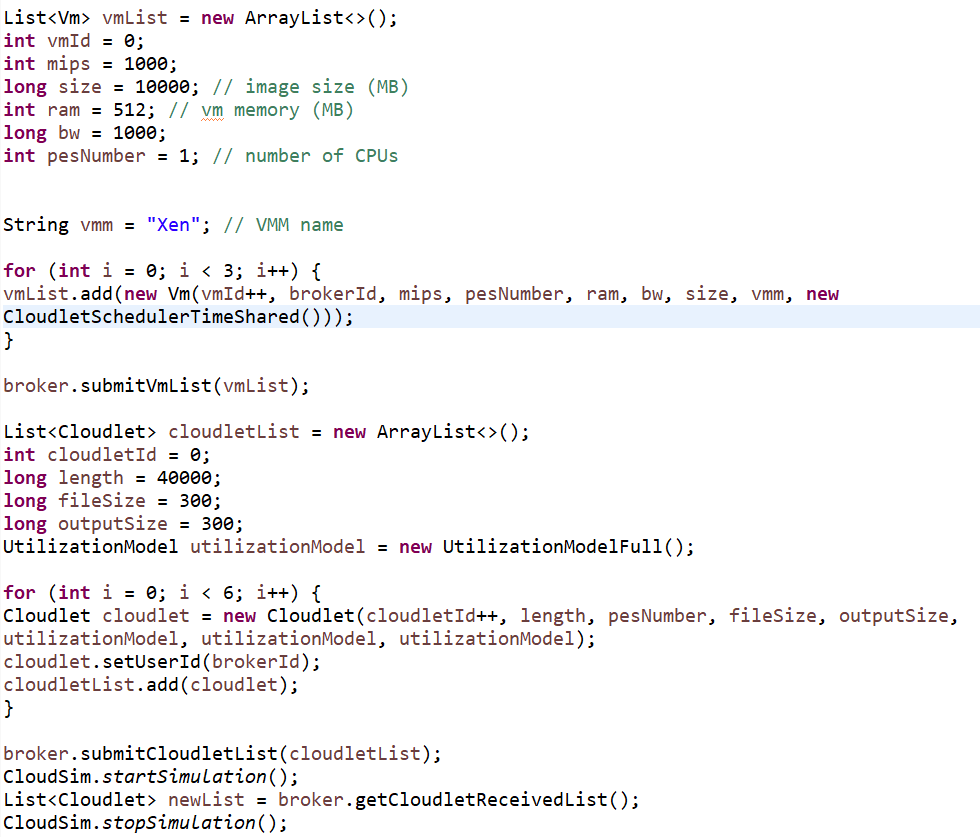 List<Vm> vmList = new ArrayList<>();
int vmId = 0;
int mips = 1000;
long size = 10000; // image size (MB)
int ram = 512; // vm memory (MB)
long bw = 1000;
int pesNumber = 1; // number of CPUs
String vmm = "Xen"; // VMM name
for (int i = 0; i < 3; i++) {
vmList.add(new Vm(vmId++, brokerId, mips, pesNumber, ram, bw, size, vmm, new
CloudletSchedulerTimeShared()));
}
broker.submitVmList(vmList);
List<Cloudlet> cloudletList = new ArrayList<>();
int cloudletId = 0;
long length = 40000;
long fileSize = 300;
long outputSize = 300;
UtilizationModel utilizationModel = new UtilizationModelFull();
for (int i = 0; i < 6; i++) {
Cloudlet cloudlet = new Cloudlet(cloudletId++, length, pesNumber, fileSize, outputSize,
utilizationModel, utilizationModel, utilizationModel);
cloudlet.setUserId(brokerId);
cloudletList.add(cloudlet);
}
broker.submitCloudletList(cloudletList);
CloudSim.startSimulation();
List<Cloudlet> newList = broker.getCloudletReceivedList();
CloudSim.stopSimulation();